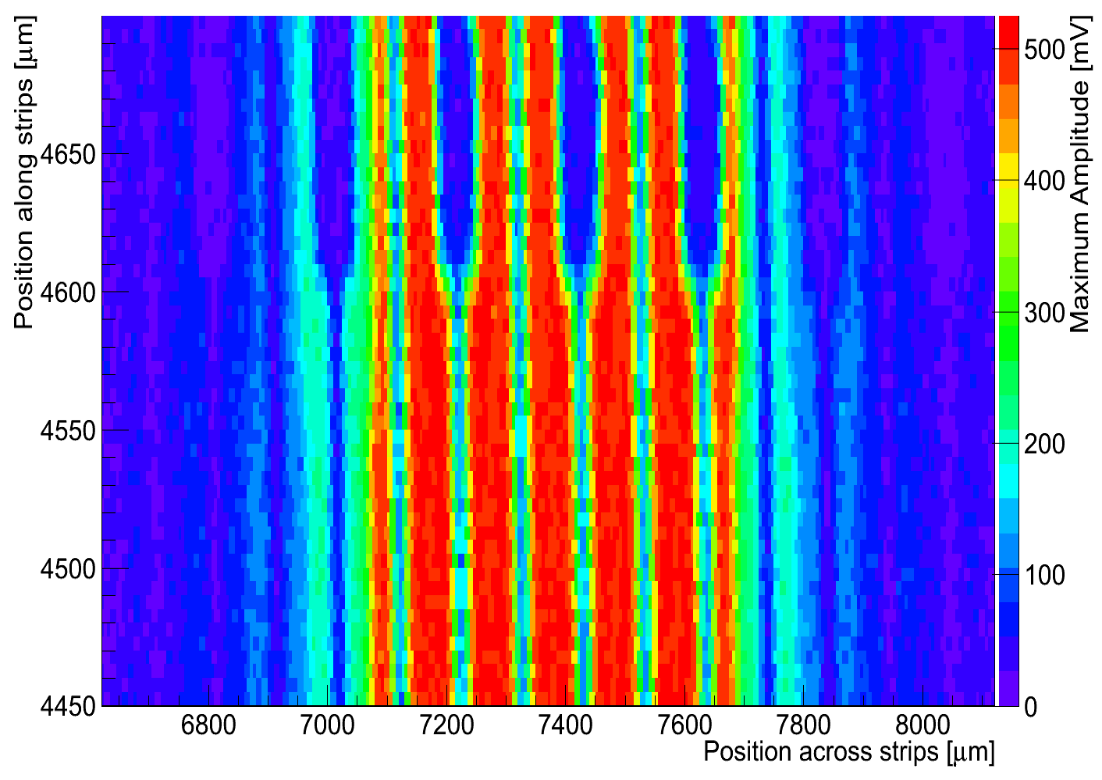 Position along strips [μm]
4650
4600
4550
4500
4450
6800 7000 7200 7400 7600 7800 8000
Position across strips [μm]
500
400
300
200
100
0
Maximum Amplitude [mV]